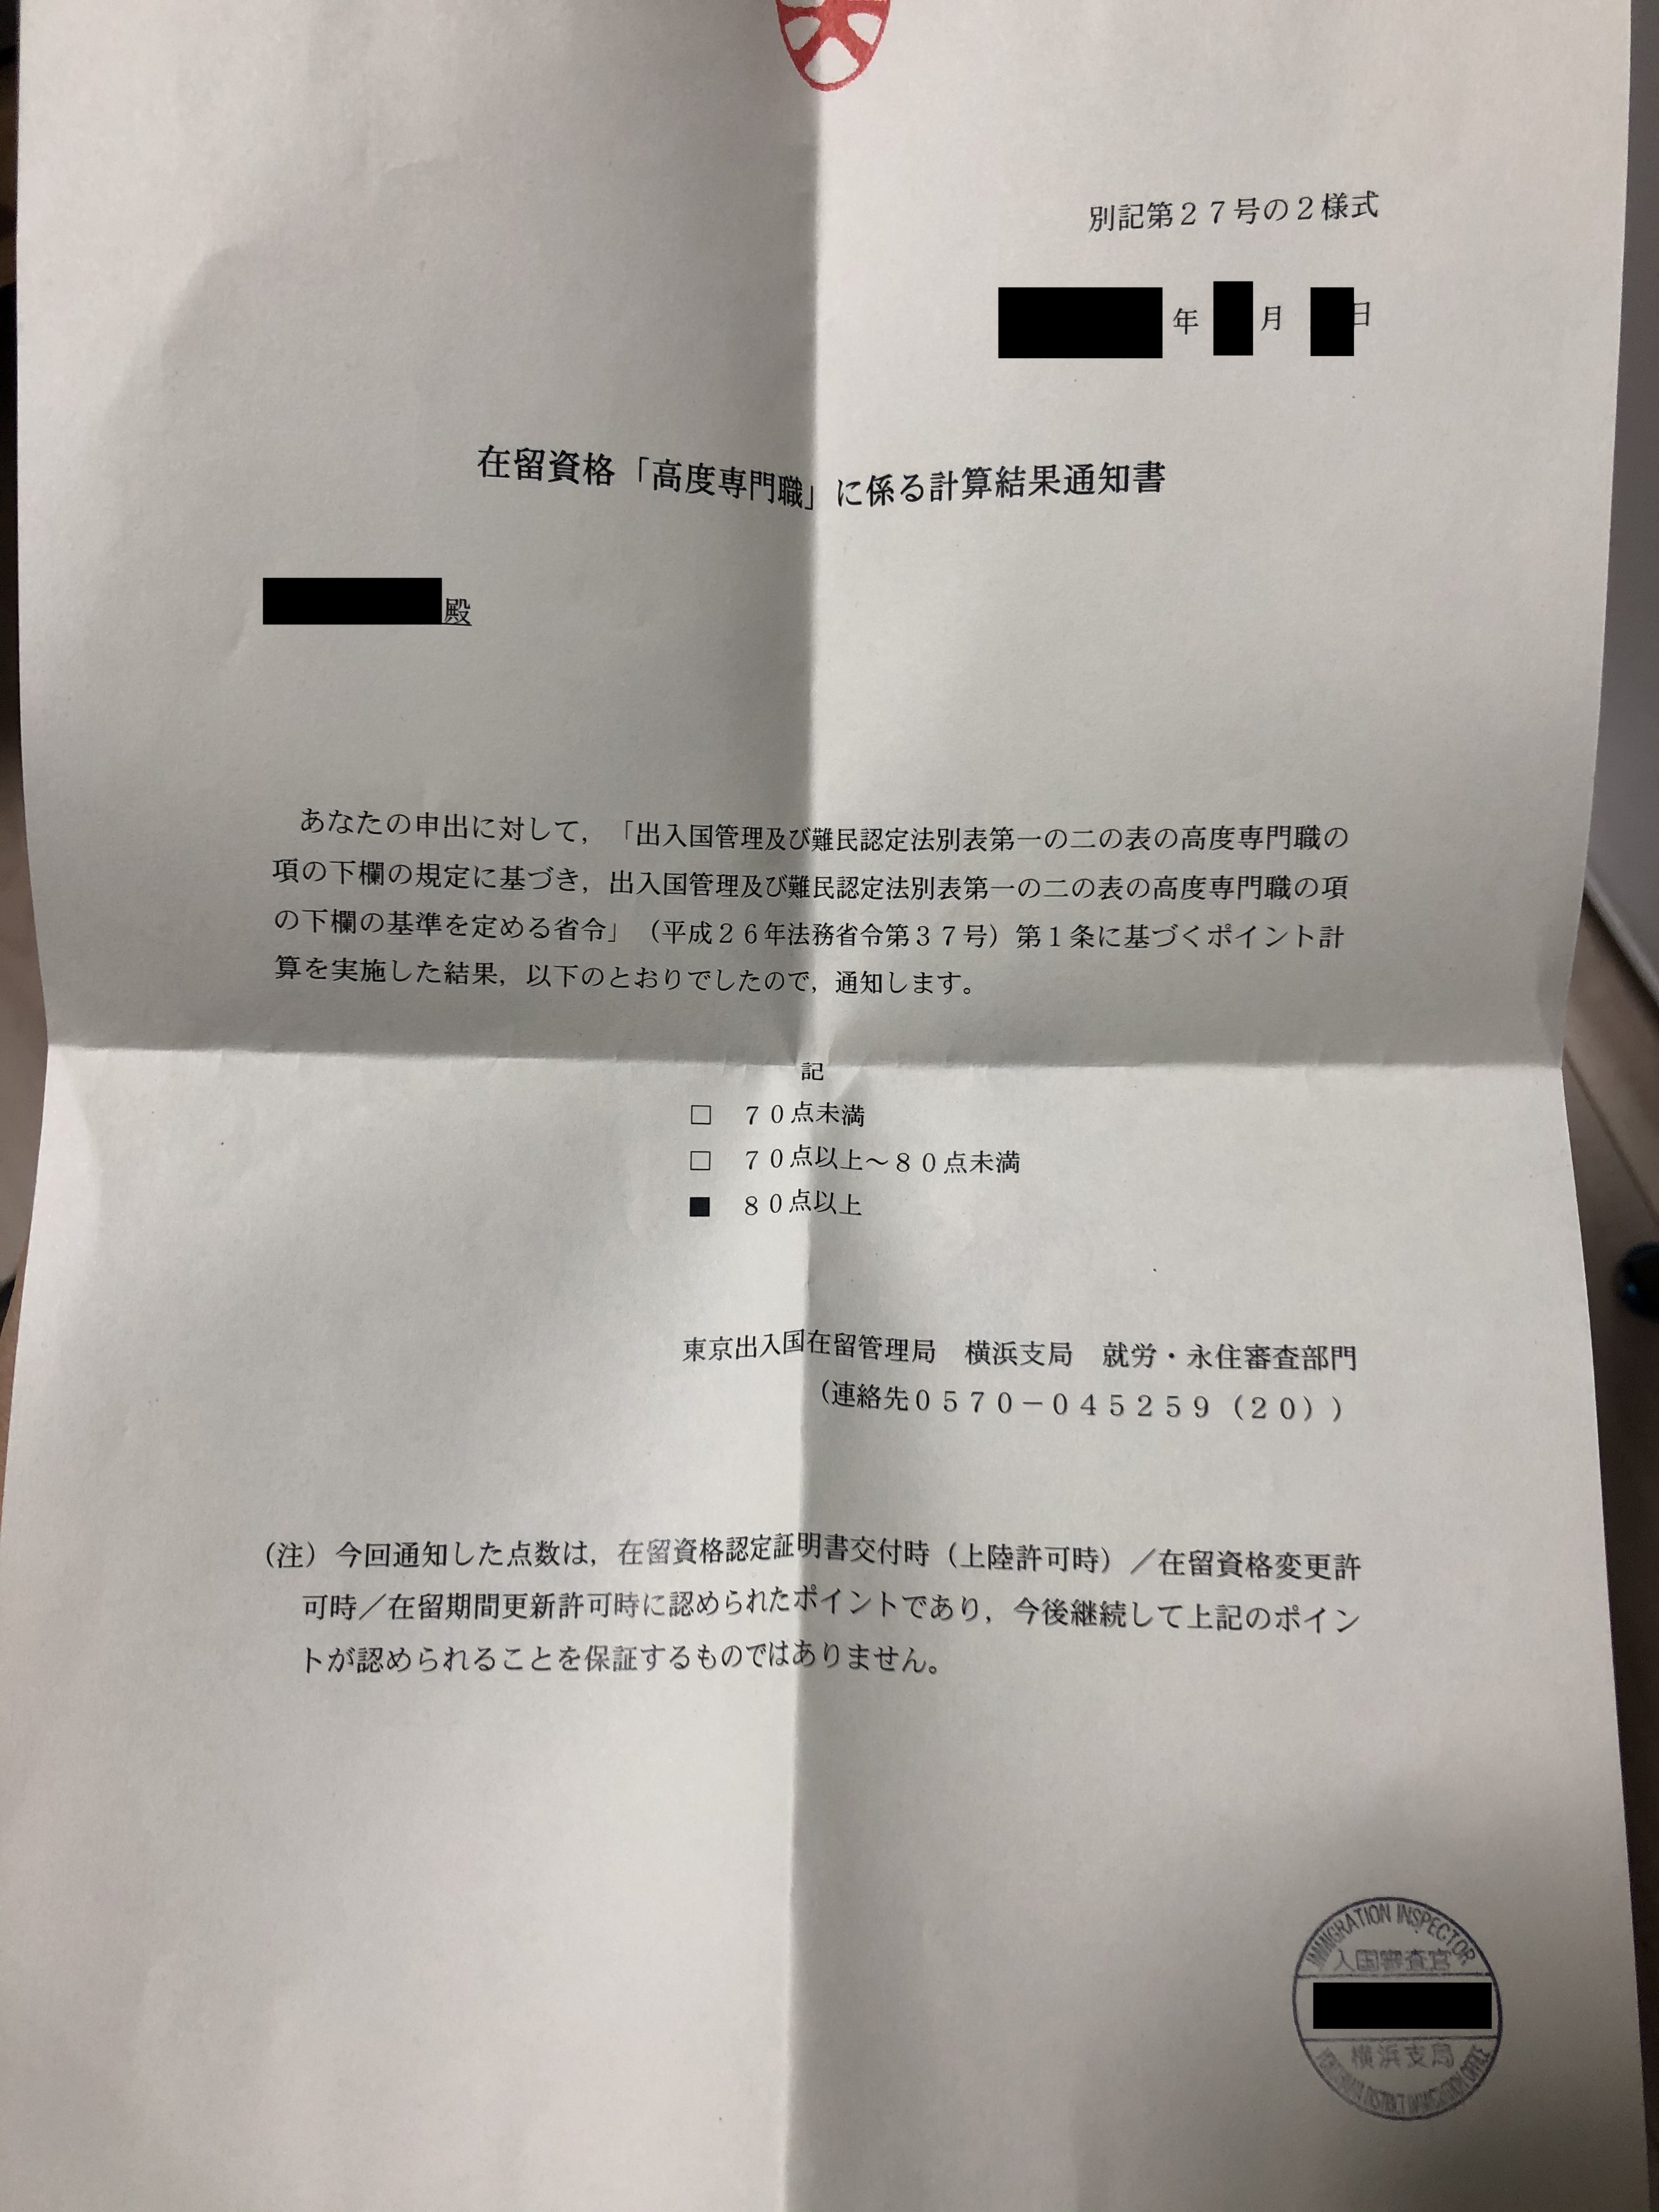 別記第２７号の２様式
年 月 日
在留資格「高度専門職」に係る計算結果通知書
殿
あなたの申出に対して，「出入国管理及び難民認定法別表第一の二の表の高度専門職の
項の下欄の規定に基づき，出入国管理及び難民認定法別表第一の二の表の高度専門職の項
の下欄の基準を定める省令」（平成２６年法務省令第３７号）第１条に基づくポイント計
算を実施した結果，以下のとおりでしたので，通知します。
記
□ ７０点未満
□ ７０点以上～８０点未満
■ ８０点以上
東京出入国在留管理局 横浜支局 就労・永住審査部門
（連絡先０５７０－０４５２５９（２０））
（注）今回通知した点数は，在留資格認定証明書交付時（上陸許可時）／在留資格変更許
可時／在留期間更新許可時に認められたポイントであり，今後継続して上記のポイン
トが認められることを保証するものではありません。
IMMIGRATION INSPECTOR
入国審査官
横浜支局
DISTRICT IMMIGRATION OFFICE